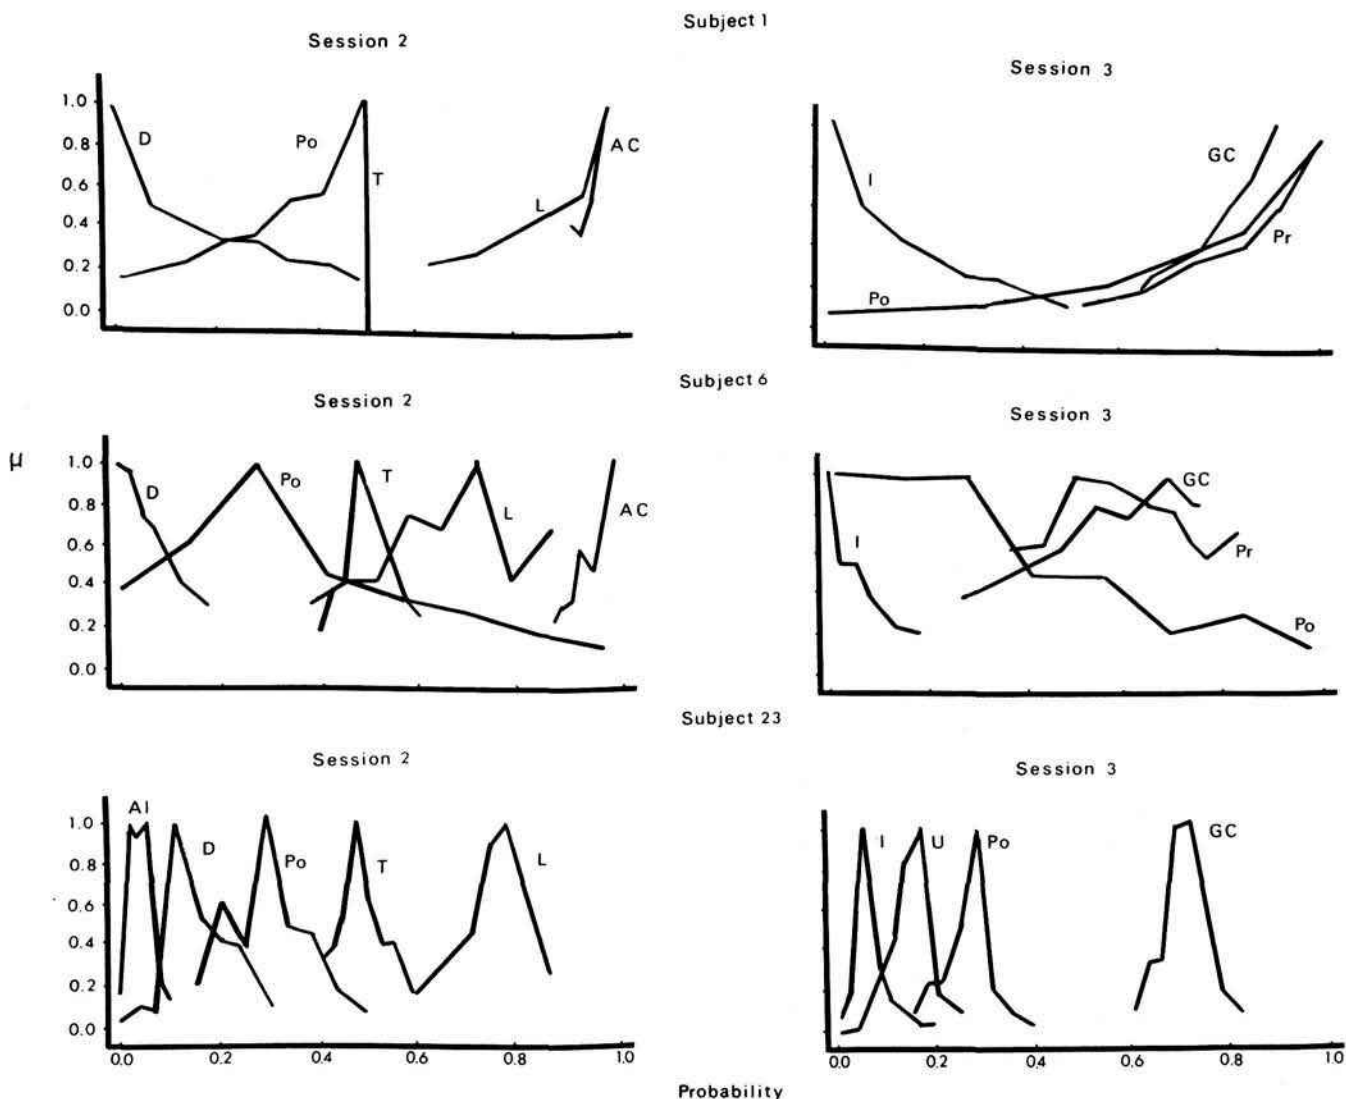 Subject 1
Session 2
Session 3
1.0
0.8
0.6
0.4
0.2
0.0
D
Po
T
L
AC
I
Po
GC
Pr
Subject 6
Session 2
Session 3
μ
1.0
0.8
0.6
0.4
0.2
0.0
D
Po
T
L
AC
I
GC
Pr
Po
Subject 23
Session 2
Session 3
1.0
0.8
0.6
0.4
0.2
0.0
AI
D
Po
T
L
I
U
Po
GC
0.0 0.2 0.4 0.6 0.8 1.0
0.0 0.2 0.4 0.6 0.8 1.0
Probability